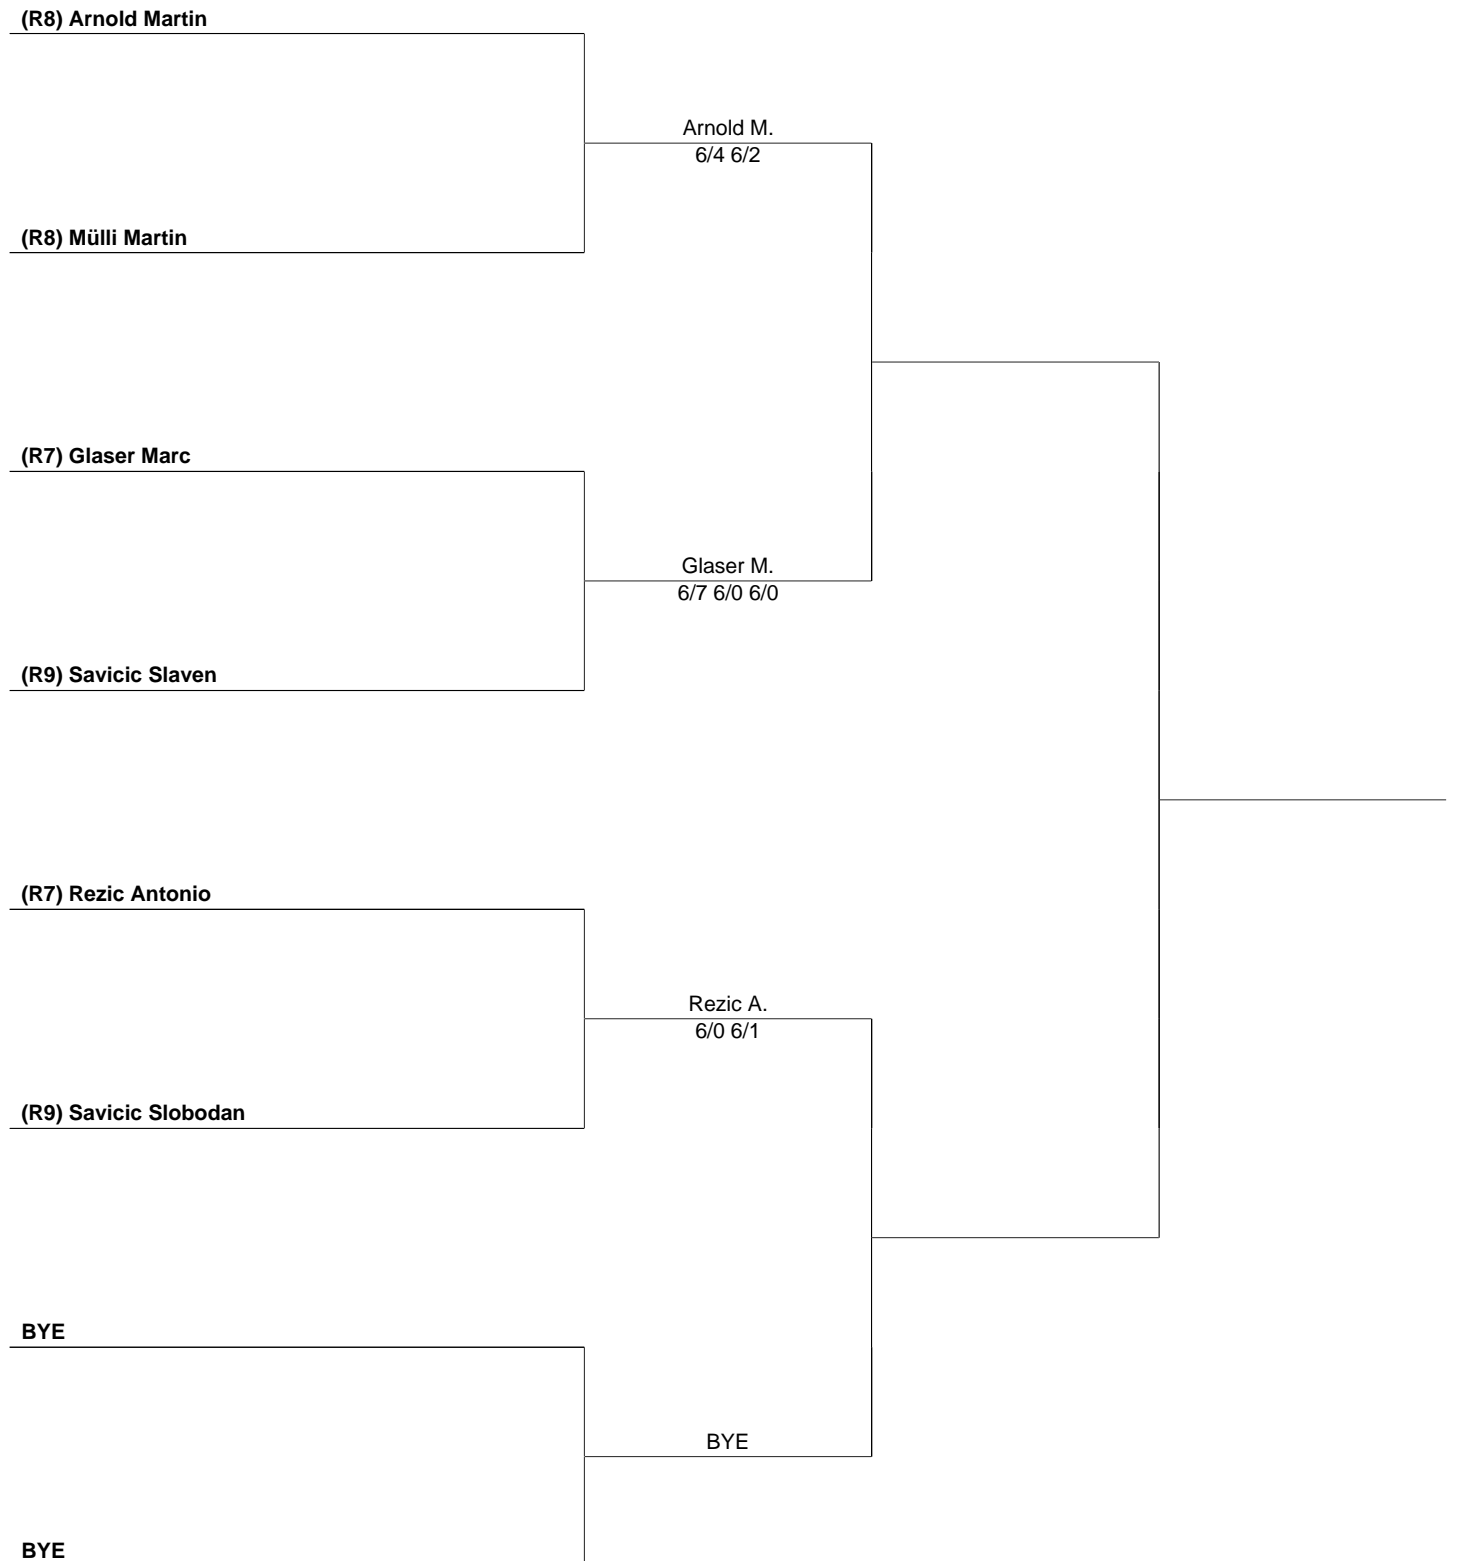 (R8) Arnold Martin
Arnold M.
6/4 6/2
(R8) Mülli Martin
(R7) Glaser Marc
Glaser M.
6/7 6/0 6/0
(R9) Savicic Slaven
(R7) Rezic Antonio
Rezic A.
6/0 6/1
(R9) Savicic Slobodan
BYE
BYE
BYE